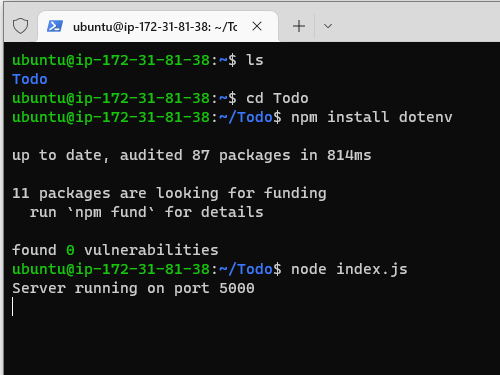 ubuntu@ip-172-31-81-38: ~/Tc
ubuntu@ip-172-31-81-38:~$ ls
Todo
ubuntu@ip-172-31-81-38:~$ cd Todo
ubuntu@ip-172-31-81-38:~/Todo$ npm install dotenv
up to date, audited 87 packages in 814ms
11 packages are looking for funding
  run `npm fund` for details
found 0 vulnerabilities
ubuntu@ip-172-31-81-38:~/Todo$ node index.js
Server running on port 5000